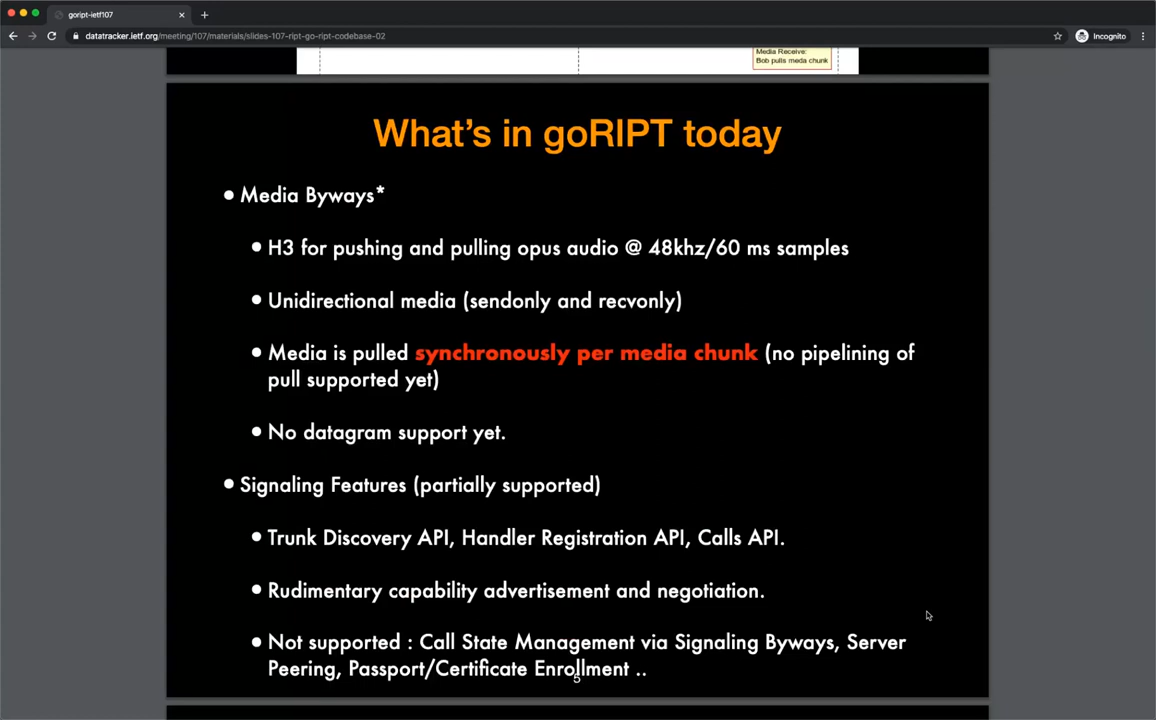 goript-ietf107
datatracker.ietf.org/meeting/107/materials/slides-107-ript-go-ript-codebase-02
Incognito
Media Receive:
Bob pulls meda chunk
What's in goRIPT today
• Media Byways*
• H3 for pushing and pulling opus audio @ 48khz/60 ms samples
• Unidirectional media (sendonly and recvonly)
• Media is pulled synchronously per media chunk (no pipelining of
pull supported yet)
• No datagram support yet.
• Signaling Features (partially supported)
• Trunk Discovery API, Handler Registration API, Calls API.
• Rudimentary capability advertisement and negotiation.
• Not supported : Call State Management via Signaling Byways, Server
Peering, Passport/Certificate Enrollment ..
5